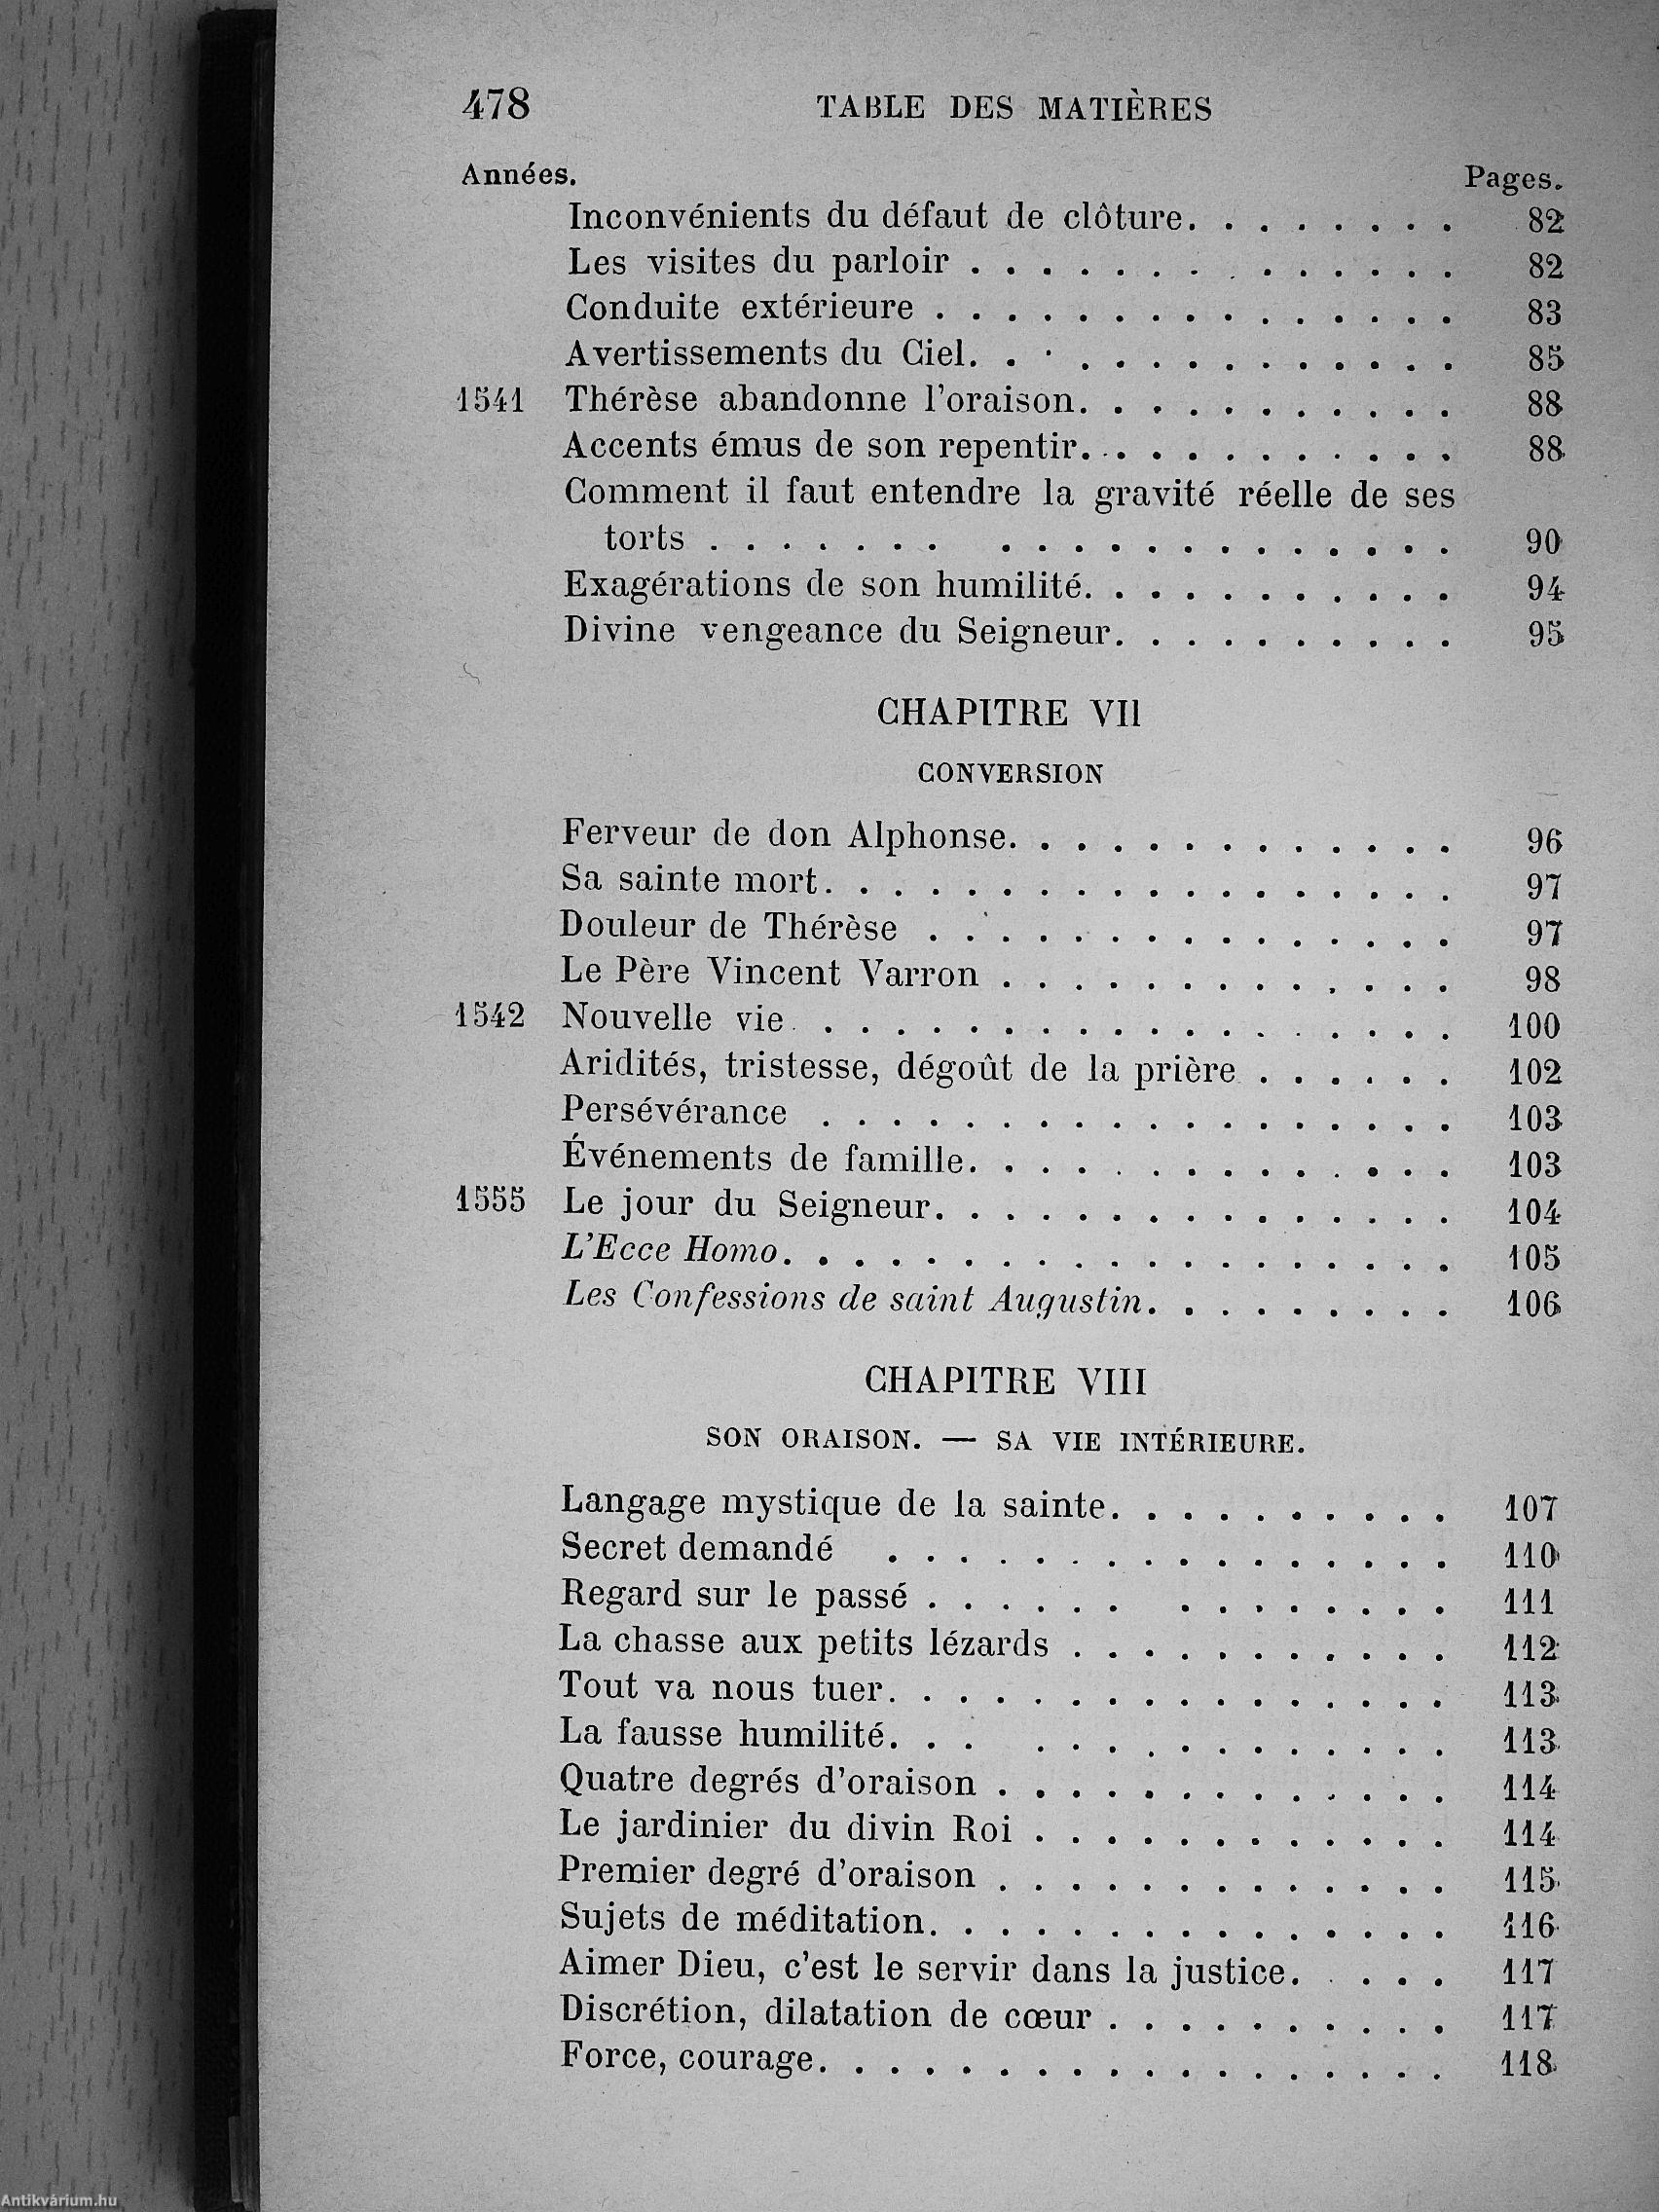 478 TABLE DES MATIÈRES
Années. Pages.
Inconvénients du défaut de clôture. . . . . . . . 82
Les visites du parloir . . . . . . . . . . . . . . 82
Conduite extérieure . . . . . . . . . . . . . . . 83
Avertissements du Ciel. . . . . . . . . . . . . . 85
1541 Thérèse abandonne l'oraison. . . . . . . . . . . 88
Accents émus de son repentir. . . . . . . . . . . 88
Comment il faut entendre la gravité réelle de ses
torts . . . . . . . . . . . . . . . . . . . . 90
Exagérations de son humilité. . . . . . . . . . . 94
Divine vengeance du Seigneur. . . . . . . . . . 95
CHAPITRE VII
CONVERSION
Ferveur de don Alphonse. . . . . . . . . . . . . 96
Sa sainte mort. . . . . . . . . . . . . . . . . . 97
Douleur de Thérèse . . . . . . . . . . . . . . . 97
Le Père Vincent Varron . . . . . . . . . . . . . 98
1542 Nouvelle vie . . . . . . . . . . . . . . . . . . 100
Aridités, tristesse, dégoût de la prière . . . . . . 102
Persévérance . . . . . . . . . . . . . . . . . . 103
Événements de famille. . . . . . . . . . . . . . 103
1555 Le jour du Seigneur. . . . . . . . . . . . . . . 104
L'Ecce Homo. . . . . . . . . . . . . . . . . . . 105
Les Confessions de saint Augustin. . . . . . . . . 106
CHAPITRE VIII
SON ORAISON. — SA VIE INTÉRIEURE.
Langage mystique de la sainte. . . . . . . . . . 107
Secret demandé . . . . . . . . . . . . . . . . 110
Regard sur le passé . . . . . . . . . . . . . . 111
La chasse aux petits lézards . . . . . . . . . . . 112
Tout va nous tuer. . . . . . . . . . . . . . . . 113
La fausse humilité. . . . . . . . . . . . . . . 113
Quatre degrés d'oraison . . . . . . . . . . . . . 114
Le jardinier du divin Roi . . . . . . . . . . . . 114
Premier degré d'oraison . . . . . . . . . . . . . 115
Sujets de méditation. . . . . . . . . . . . . . . 116
Aimer Dieu, c'est le servir dans la justice. . . . . 117
Discrétion, dilatation de cœur . . . . . . . . . . 117
Force, courage. . . . . . . . . . . . . . . . . . 118
Antikvárium.hu